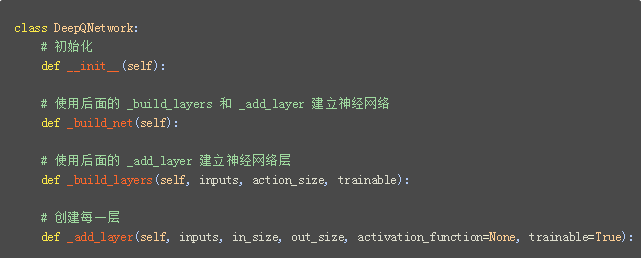 class DeepQNetwork:
# 初始化
def __init__(self):
# 使用后面的 _build_layers 和 _add_layer 建立神经网络
def _build_net(self):
# 使用后面的 _add_layer 建立神经网络层
def _build_layers(self, inputs, action_size, trainable):
# 创建每一层
def _add_layer(self, inputs, in_size, out_size, activation_function=None, trainable=True):